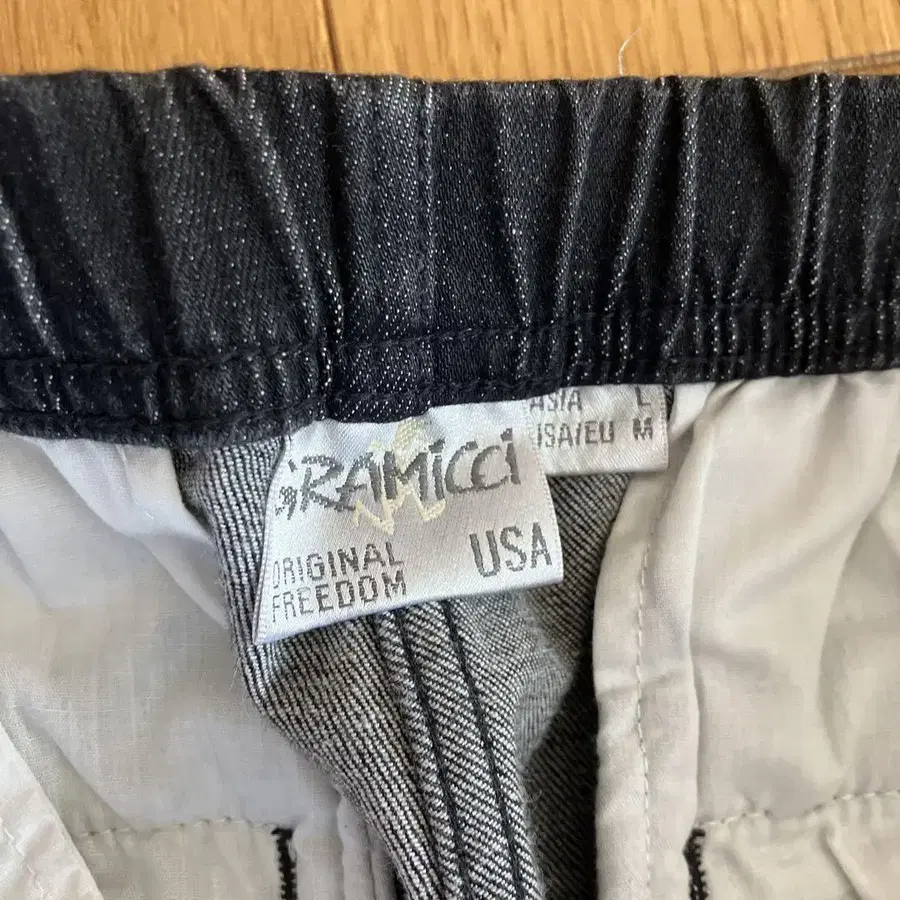 GRAMiCCi
ORIGINAL
FREEDOM
USA
ASIA L
USA/EU M